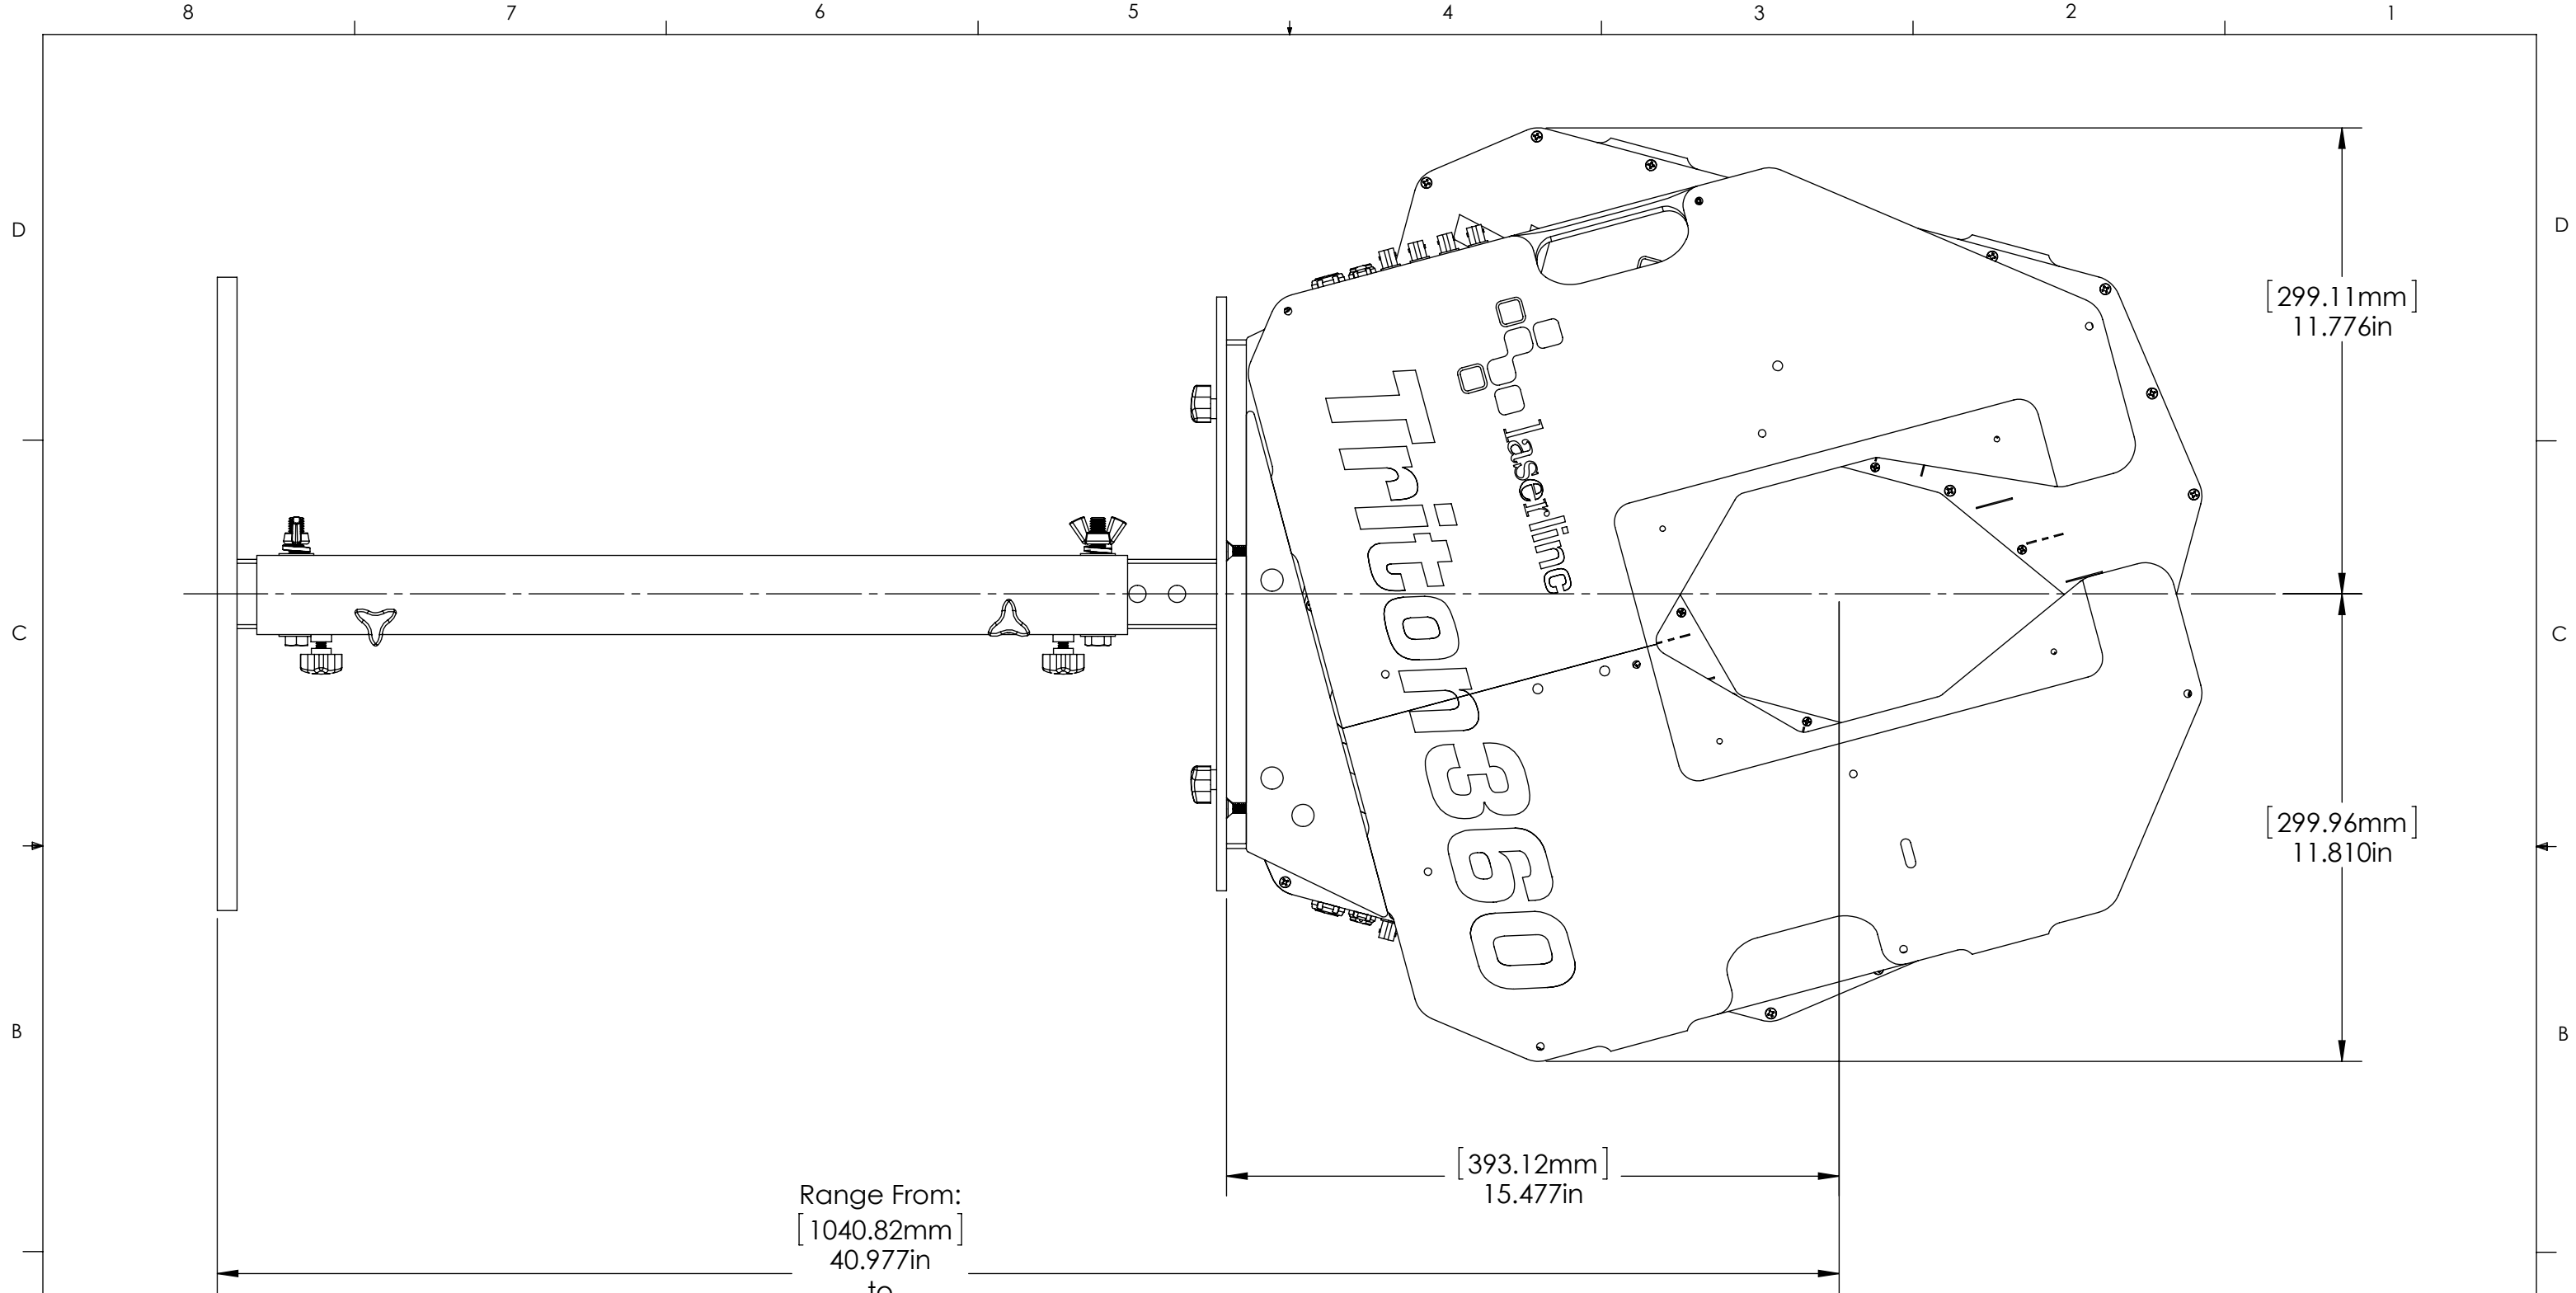 8 7 6 5 4 3 2 1
D D
[299.11mm]
11.776in
laserlinc
Triton360
C C
[299.96mm]
11.810in
B B
[393.12mm]
15.477in
Range From:
[1040.82mm]
40.977in
to